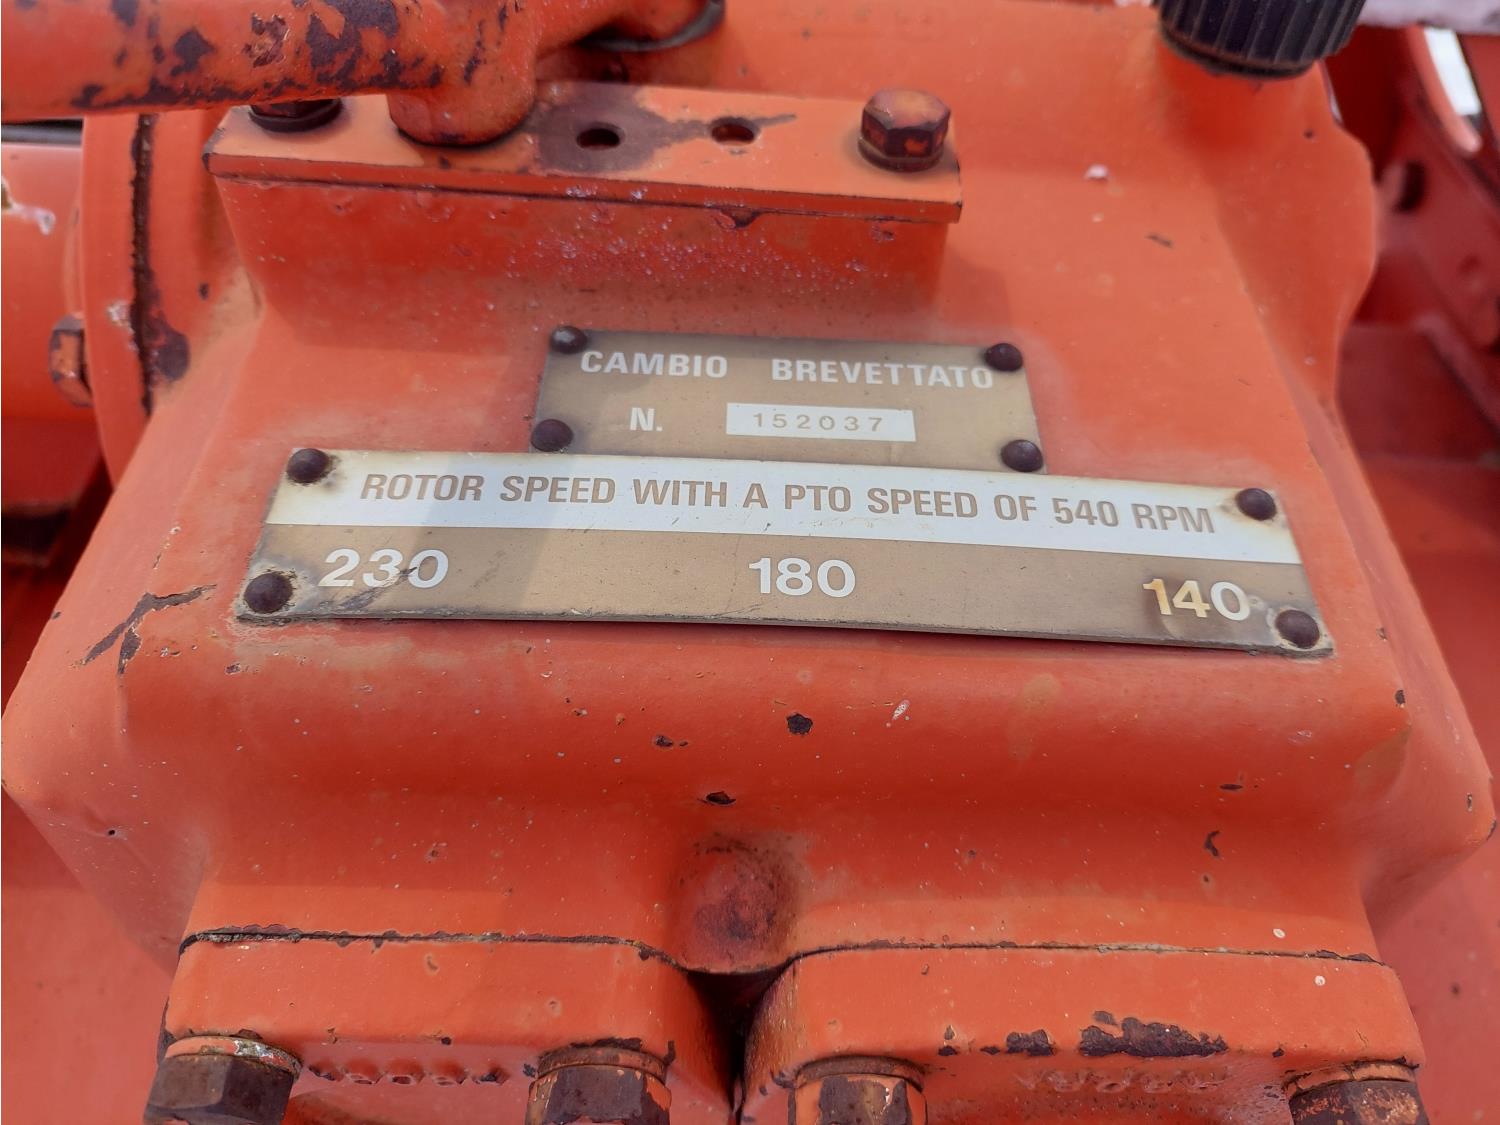 CAMBIO BREVETTATO
N. 152037
ROTOR SPEED WITH A PTO SPEED OF 540 RPM
230 180 140